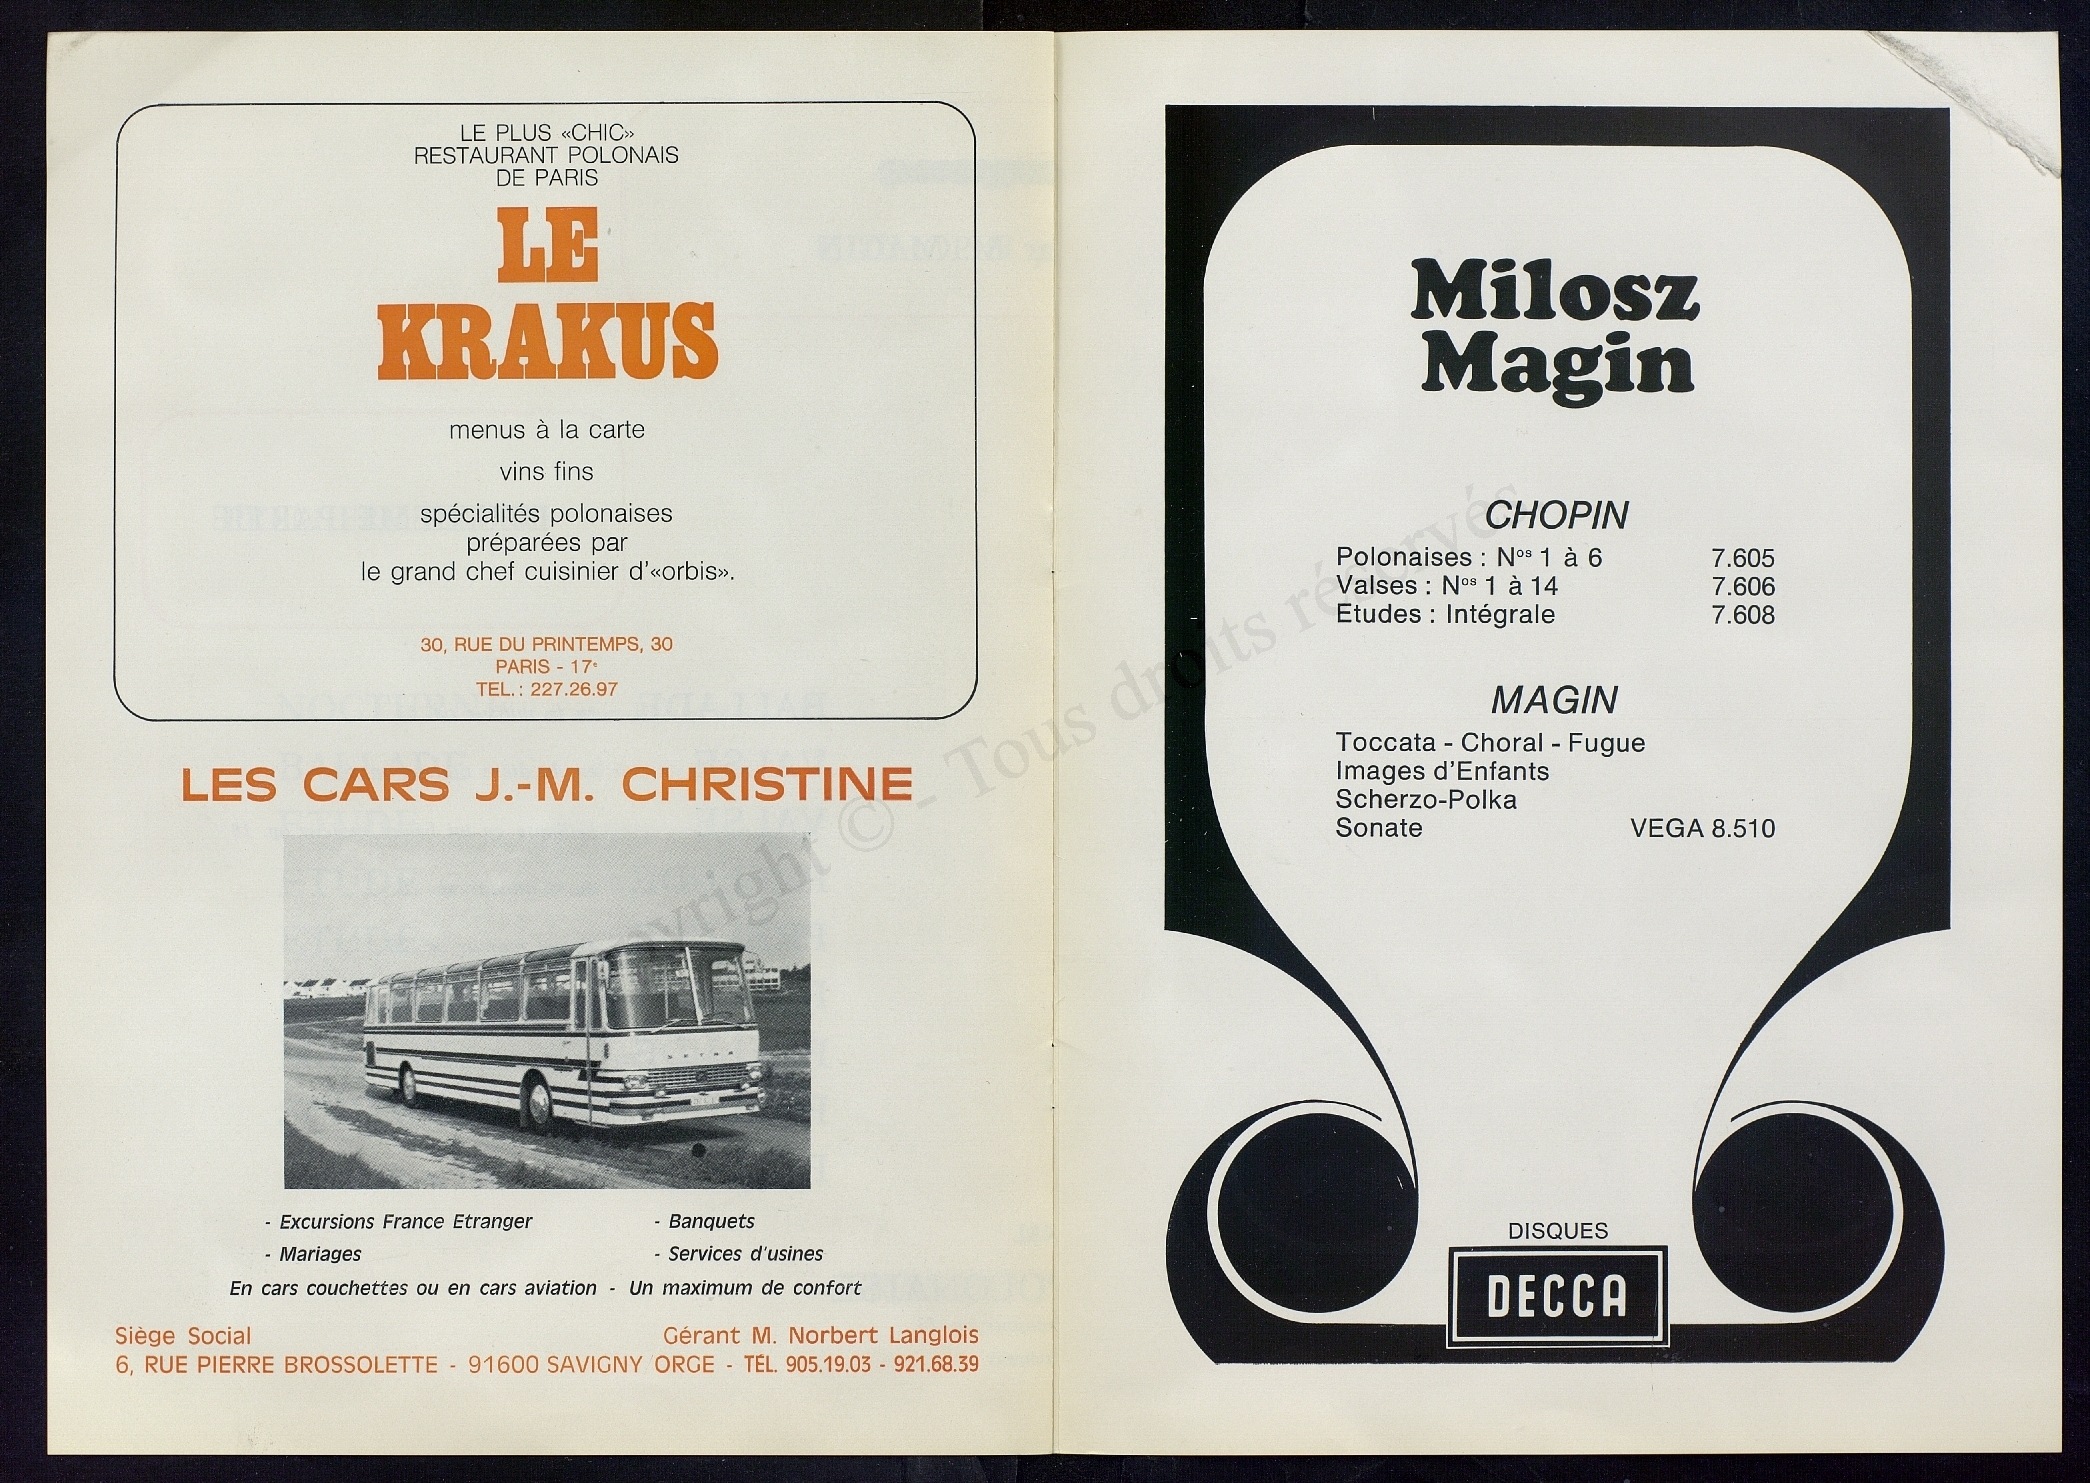 LE PLUS «CHIC»
RESTAURANT POLONAIS
DE PARIS
LE
KRAKUS
menus à la carte
vins fins
spécialités polonaises
préparées par
le grand chef cuisinier d'«orbis».
30, RUE DU PRINTEMPS, 30
PARIS - 17e
TEL. : 227.26.97
LES CARS J.-M. CHRISTINE
SETRA
- Excursions France Etranger
- Banquets
- Mariages
- Services d'usines
En cars couchettes ou en cars aviation - Un maximum de confort
Siège Social
Gérant M. Norbert Langlois
6, RUE PIERRE BROSSOLETTE - 91600 SAVIGNY ORGE - TÉL. 905.19.03 - 921.68.39
Milosz
Magin
CHOPIN
Polonaises : Nos 1 à 6 7.605
Valses : Nos 1 à 14 7.606
Etudes : Intégrale 7.608
MAGIN
Toccata - Choral - Fugue
Images d'Enfants
Scherzo-Polka
Sonate VEGA 8.510
DISQUES
DECCA
Copyright © - Tous droits réservés